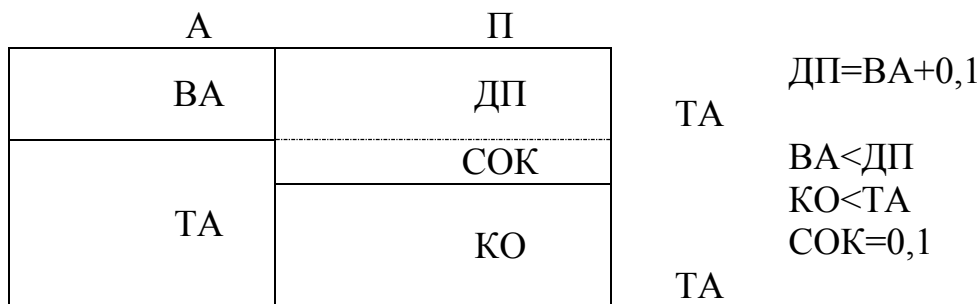 А П
ВА ДП ДП=ВА+0,1
ТА
СОК ВА<ДП
ТА КО КО<ТА
СОК=0,1
ТА